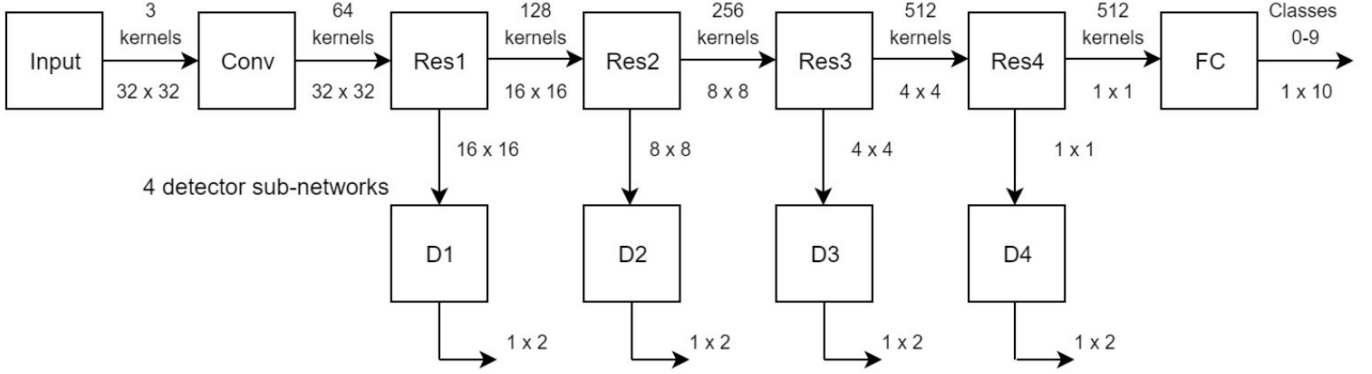 3 kernels
64 kernels
128 kernels
256 kernels
512 kernels
512 kernels
Classes 0-9
Input
Conv
Res1
Res2
Res3
Res4
FC
32 x 32
32 x 32
16 x 16
8 x 8
4 x 4
1 x 1
1 x 10
16 x 16
8 x 8
4 x 4
1 x 1
4 detector sub-networks
D1
D2
D3
D4
1 x 2
1 x 2
1 x 2
1 x 2